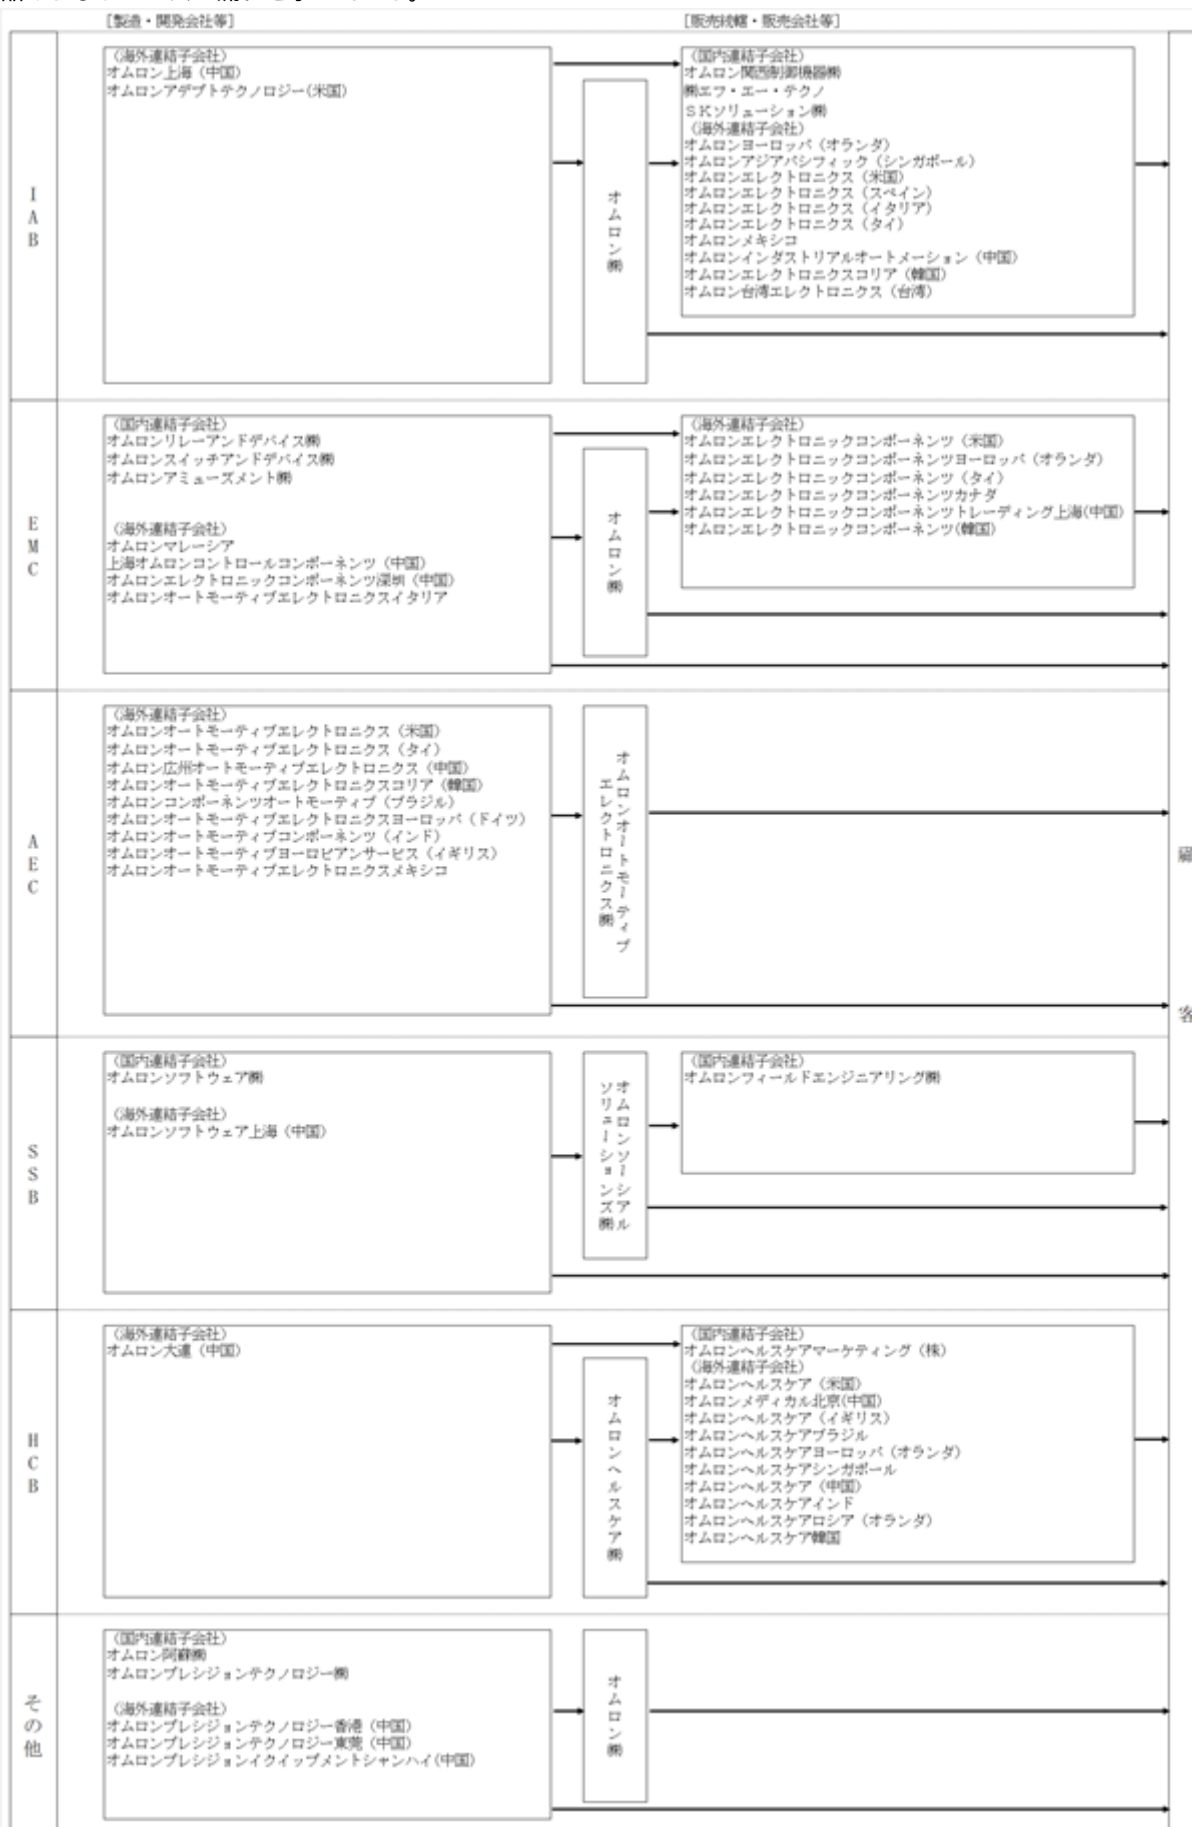 ［製造・開発会社等］
［販売統轄・販売会社等］
ＩＡＢ
（海外連結子会社）
オムロン上海（中国）
オムロンアデプトテクノロジー(米国)
オムロン㈱
（国内連結子会社）
オムロン関西制御機器㈱
㈱エフ・エー・テクノ
ＳＫソリューション㈱
（海外連結子会社）
オムロンヨーロッパ（オランダ）
オムロンアジアパシフィック（シンガポール）
オムロンエレクトロニクス（米国）
オムロンエレクトロニクス（スペイン）
オムロンエレクトロニクス（イタリア）
オムロンエレクトロニクス（タイ）
オムロンメキシコ
オムロンインダストリアルオートメーション（中国）
オムロンエレクトロニクスコリア（韓国）
オムロン台湾エレクトロニクス（台湾）
ＥＭＣ
（国内連結子会社）
オムロンリレーアンドデバイス㈱
オムロンスイッチアンドデバイス㈱
オムロンアミューズメント㈱
（海外連結子会社）
オムロンマレーシア
上海オムロンコントロールコンポーネンツ（中国）
オムロンエレクトロニックコンポーネンツ深圳（中国）
オムロンオートモーティブエレクトロニクスイタリア
オムロン㈱
（海外連結子会社）
オムロンエレクトロニックコンポーネンツ（米国）
オムロンエレクトロニックコンポーネンツヨーロッパ（オランダ）
オムロンエレクトロニックコンポーネンツ（タイ）
オムロンエレクトロニックコンポーネンツカナダ
オムロンエレクトロニックコンポーネンツトレーディング上海(中国)
オムロンエレクトロニックコンポーネンツ(韓国)
ＡＥＣ
（海外連結子会社）
オムロンオートモーティブエレクトロニクス（米国）
オムロンオートモーティブエレクトロニクス（タイ）
オムロン広州オートモーティブエレクトロニクス（中国）
オムロンオートモーティブエレクトロニクスコリア（韓国）
オムロンコンポーネンツオートモーティブ（ブラジル）
オムロンオートモーティブエレクトロニクスヨーロッパ（ドイツ）
オムロンオートモーティブコンポーネンツ（インド）
オムロンオートモーティブヨーロピアンサービス（イギリス）
オムロンオートモーティブエレクトロニクスメキシコ
オムロンオートモーティブ
エレクトロニクス㈱
客
ＳＳＢ
（国内連結子会社）
オムロンソフトウェア㈱
（海外連結子会社）
オムロンソフトウェア上海（中国）
オムロンソーシアル
ソリューションズ㈱
（国内連結子会社）
オムロンフィールドエンジニアリング㈱
ＨＣＢ
（海外連結子会社）
オムロン大連（中国）
オムロンヘルスケア㈱
（国内連結子会社）
オムロンヘルスケアマーケティング（株）
（海外連結子会社）
オムロンヘルスケア（米国）
オムロンメディカル北京(中国)
オムロンヘルスケア（イギリス）
オムロンヘルスケアブラジル
オムロンヘルスケアヨーロッパ（オランダ）
オムロンヘルスケアシンガポール
オムロンヘルスケア（中国）
オムロンヘルスケアインド
オムロンヘルスケアロシア（オランダ）
オムロンヘルスケア韓国
その他
（国内連結子会社）
オムロン阿蘇㈱
オムロンプレシジョンテクノロジー㈱
（海外連結子会社）
オムロンプレシジョンテクノロジー香港（中国）
オムロンプレシジョンテクノロジー東莞（中国）
オムロンプレシジョンイクイップメントシャンハイ(中国)
オムロン㈱